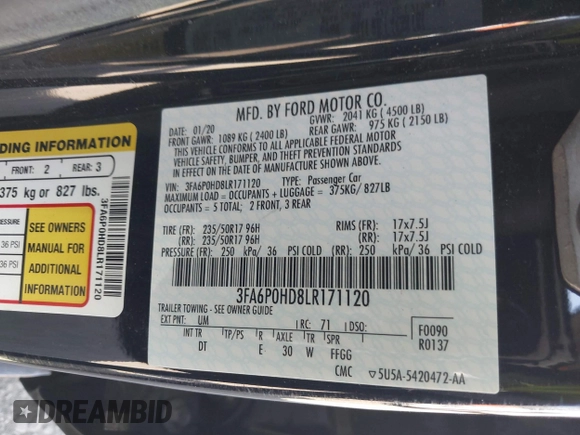 DING INFORMATION
FRONT: 2 REAR: 3
375 kg or 827 lbs.
SEE OWNERS
MANUAL FOR
ADDITIONAL
INFORMATION
36 PSI
36 PSI
3FA6P0HD8LR171120
MFD. BY FORD MOTOR CO.
DATE: 01/20 GVWR: 2041 KG ( 4500 LB)
FRONT GAWR: 1089 KG ( 2400 LB) REAR GAWR: 975 KG ( 2150 LB)
THIS VEHICLE CONFORMS TO ALL APPLICABLE FEDERAL MOTOR
VEHICLE SAFETY, BUMPER, AND THEFT PREVENTION STANDARDS
IN EFFECT ON THE DATE OF MANUFACTURE SHOWN ABOVE.
VIN: 3FA6P0HD8LR171120 TYPE: Passenger Car
MAXIMUM LOAD = OCCUPANTS + LUGGAGE = 375KG/ 827LB
OCCUPANTS = 5 TOTAL; 2 FRONT, 3 REAR
TIRE (FR): 235/50R17 96H RIMS (FR): 17x7.5J
(RR): 235/50R17 96H (RR): 17x7.5J
PRESSURE (FR): 250 kPa/ 36 PSI COLD (RR) 250 kPa/ 36 PSI COLD
3FA6P0HD8LR171120
TRAILER TOWING - SEE OWNER GUIDE
EXT PNT: UM RC: 71 DSO: F0090
INT TR TP/PS R AXLE TR SPR R0137
DT E 30 W FFGG
CMC ▽ 5U5A-5420472-AA
DREAMBID